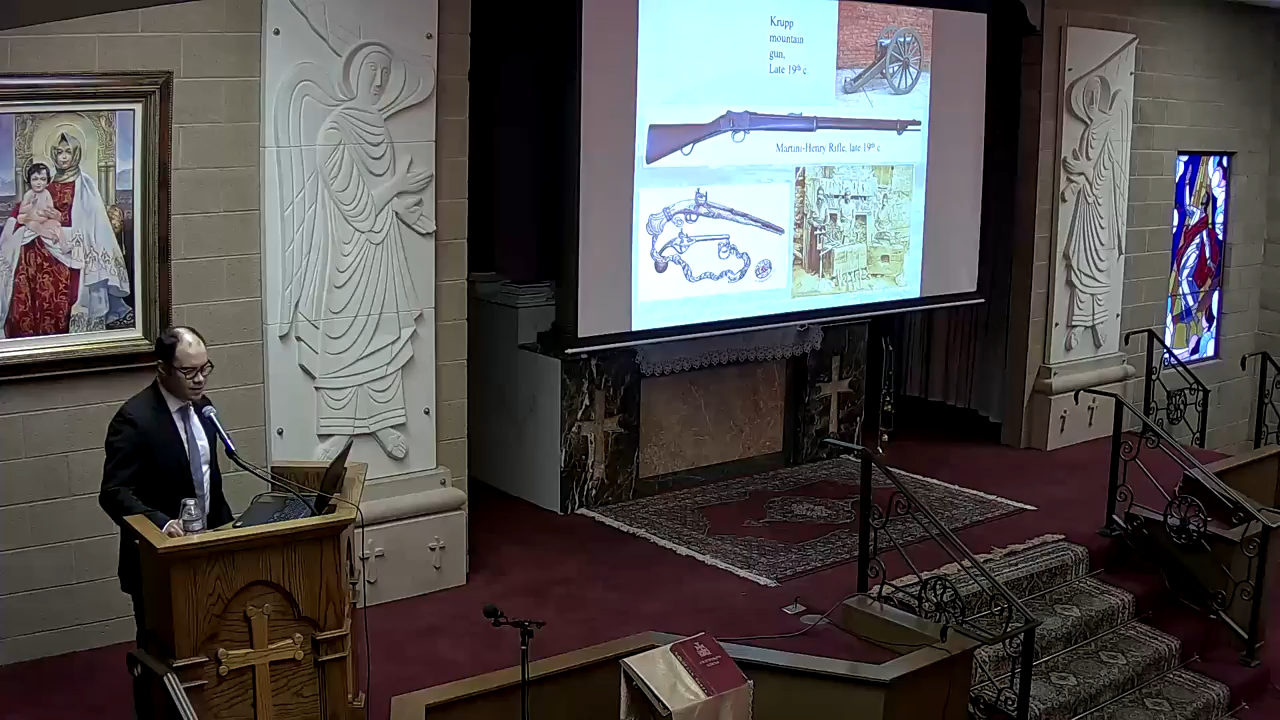 Krupp
mountain
gun,
Late 19th c
Martini-Henry Rifle, late 19th c